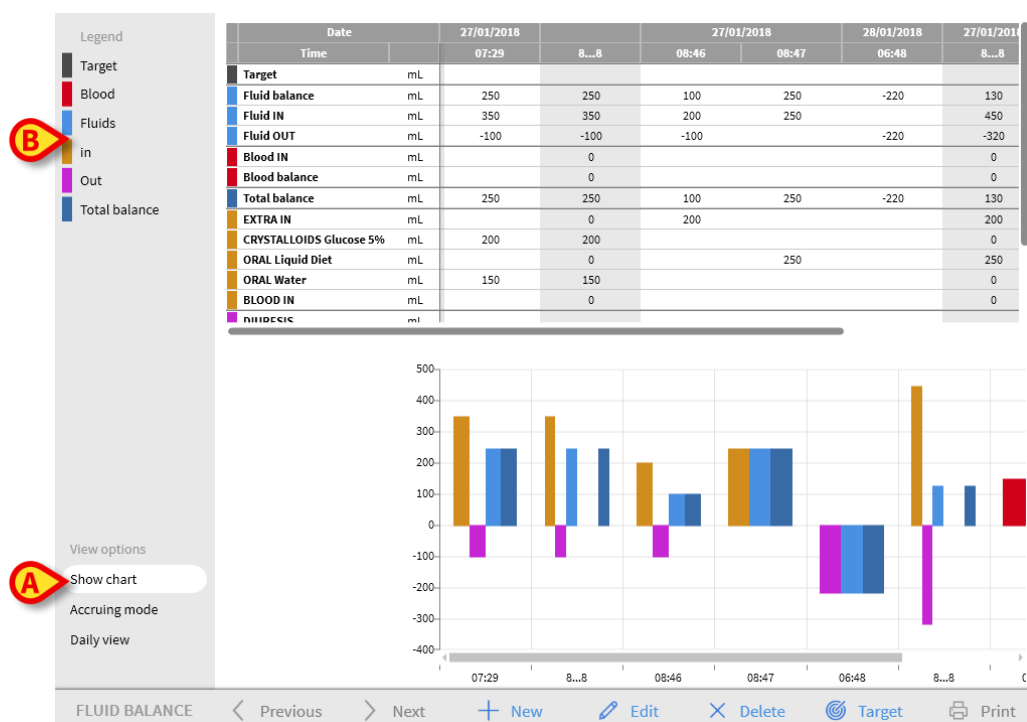 Legend
Target
Blood
Fluids
in
Out
Total balance
B
Date 27/01/2018 27/01/2018 28/01/2018 27/01/2018
Time 07:29 8...8 08:46 08:47 06:48 8...8
Target mL
Fluid balance mL 250 250 100 250 -220 130
Fluid IN mL 350 350 200 250 450
Fluid OUT mL -100 -100 -100 -220 -320
Blood IN mL 0 0
Blood balance mL 0 0
Total balance mL 250 250 100 250 -220 130
EXTRA IN mL 0 200 200
CRYSTALLOIDS Glucose 5% mL 200 200 0
ORAL Liquid Diet mL 0 250 250
ORAL Water mL 150 150 0
BLOOD IN mL 0 0
DIURESIS mL
500
400
300
200
100
0
-100
-200
-300
-400
07:29 8...8 08:46 08:47 06:48 8...8
View options
A
Show chart
Accruing mode
Daily view
FLUID BALANCE Previous Next New Edit Delete Target Print